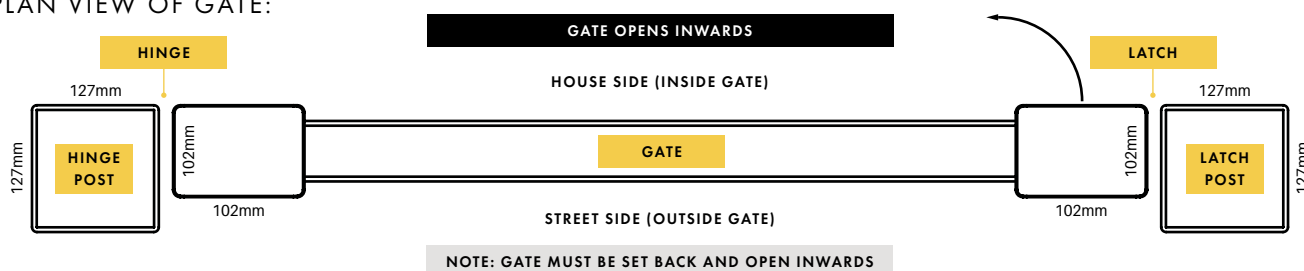 PLAN VIEW OF GATE:
GATE OPENS INWARDS
HINGE
LATCH
HOUSE SIDE (INSIDE GATE)
127mm
127mm
127mm
HINGE
POST
102mm
GATE
102mm
LATCH
POST
127mm
102mm
102mm
STREET SIDE (OUTSIDE GATE)
NOTE: GATE MUST BE SET BACK AND OPEN INWARDS